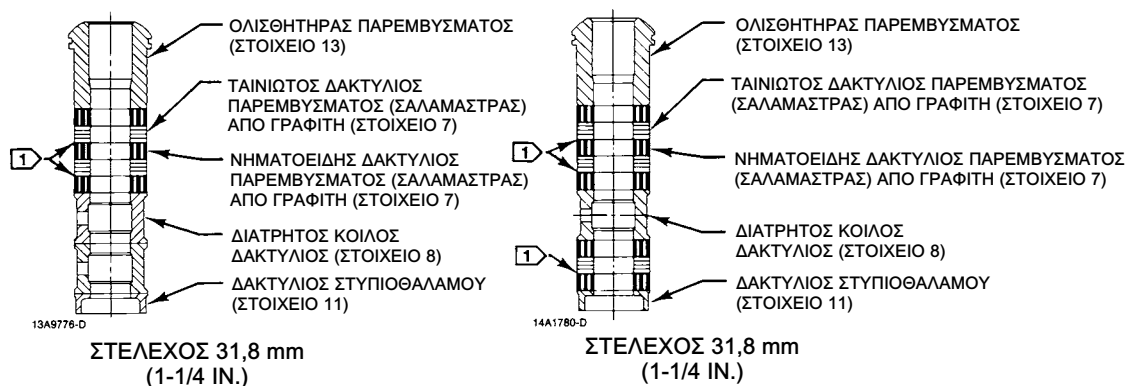 ΟΛΙΣΘΗΤΗΡΑΣ ΠΑΡΕΜΒΥΣΜΑΤΟΣ
(ΣΤΟΙΧΕΙΟ 13)
ΤΑΙΝΙΩΤΟΣ ΔΑΚΤΥΛΙΟΣ
ΠΑΡΕΜΒΥΣΜΑΤΟΣ (ΣΑΛΑΜΑΣΤΡΑΣ)
ΑΠΟ ΓΡΑΦΙΤΗ (ΣΤΟΙΧΕΙΟ 7)
1
ΝΗΜΑΤΟΕΙΔΗΣ ΔΑΚΤΥΛΙΟΣ
ΠΑΡΕΜΒΥΣΜΑΤΟΣ (ΣΑΛΑΜΑΣΤΡΑΣ)
ΑΠΟ ΓΡΑΦΙΤΗ (ΣΤΟΙΧΕΙΟ 7)
ΔΙΑΤΡΗΤΟΣ ΚΟΙΛΟΣ
ΔΑΚΤΥΛΙΟΣ (ΣΤΟΙΧΕΙΟ 8)
ΔΑΚΤΥΛΙΟΣ ΣΤΥΠΙΟΘΑΛΑΜΟΥ
(ΣΤΟΙΧΕΙΟ 11)
13A9776-D
ΣΤΕΛΕΧΟΣ 31,8 mm
(1-1/4 IN.)
ΟΛΙΣΘΗΤΗΡΑΣ ΠΑΡΕΜΒΥΣΜΑΤΟΣ
(ΣΤΟΙΧΕΙΟ 13)
ΤΑΙΝΙΩΤΟΣ ΔΑΚΤΥΛΙΟΣ ΠΑΡΕΜΒΥΣΜΑΤΟΣ
(ΣΑΛΑΜΑΣΤΡΑΣ) ΑΠΟ ΓΡΑΦΙΤΗ (ΣΤΟΙΧΕΙΟ 7)
1
ΝΗΜΑΤΟΕΙΔΗΣ ΔΑΚΤΥΛΙΟΣ ΠΑΡΕΜΒΥΣΜΑΤΟΣ
(ΣΑΛΑΜΑΣΤΡΑΣ) ΑΠΟ ΓΡΑΦΙΤΗ (ΣΤΟΙΧΕΙΟ 7)
ΔΙΑΤΡΗΤΟΣ ΚΟΙΛΟΣ
ΔΑΚΤΥΛΙΟΣ (ΣΤΟΙΧΕΙΟ 8)
1
ΔΑΚΤΥΛΙΟΣ ΣΤΥΠΙΟΘΑΛΑΜΟΥ
(ΣΤΟΙΧΕΙΟ 11)
14A1780-D
ΣΤΕΛΕΧΟΣ 31,8 mm
(1-1/4 IN.)